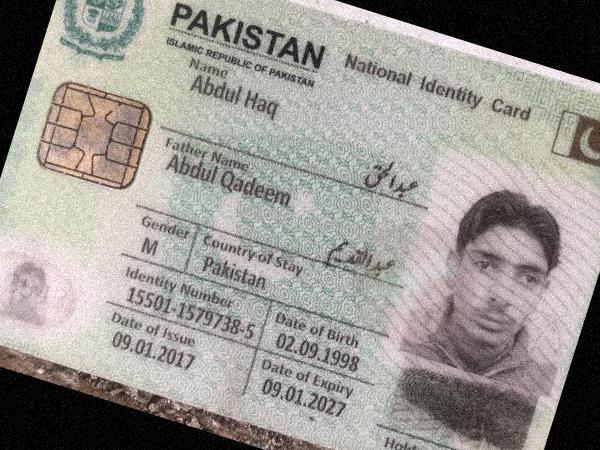 PAKISTAN National Identity Card
ISLAMIC REPUBLIC OF PAKISTAN
Name
Abdul Haq
عبدالحق
Father Name
Abdul Qadeem
عبدالقدیم
Gender Country of Stay
M Pakistan
Identity Number Date of Birth
15501-1579738-5 02.09.1998
Date of Issue Date of Expiry
09.01.2017 09.01.2027